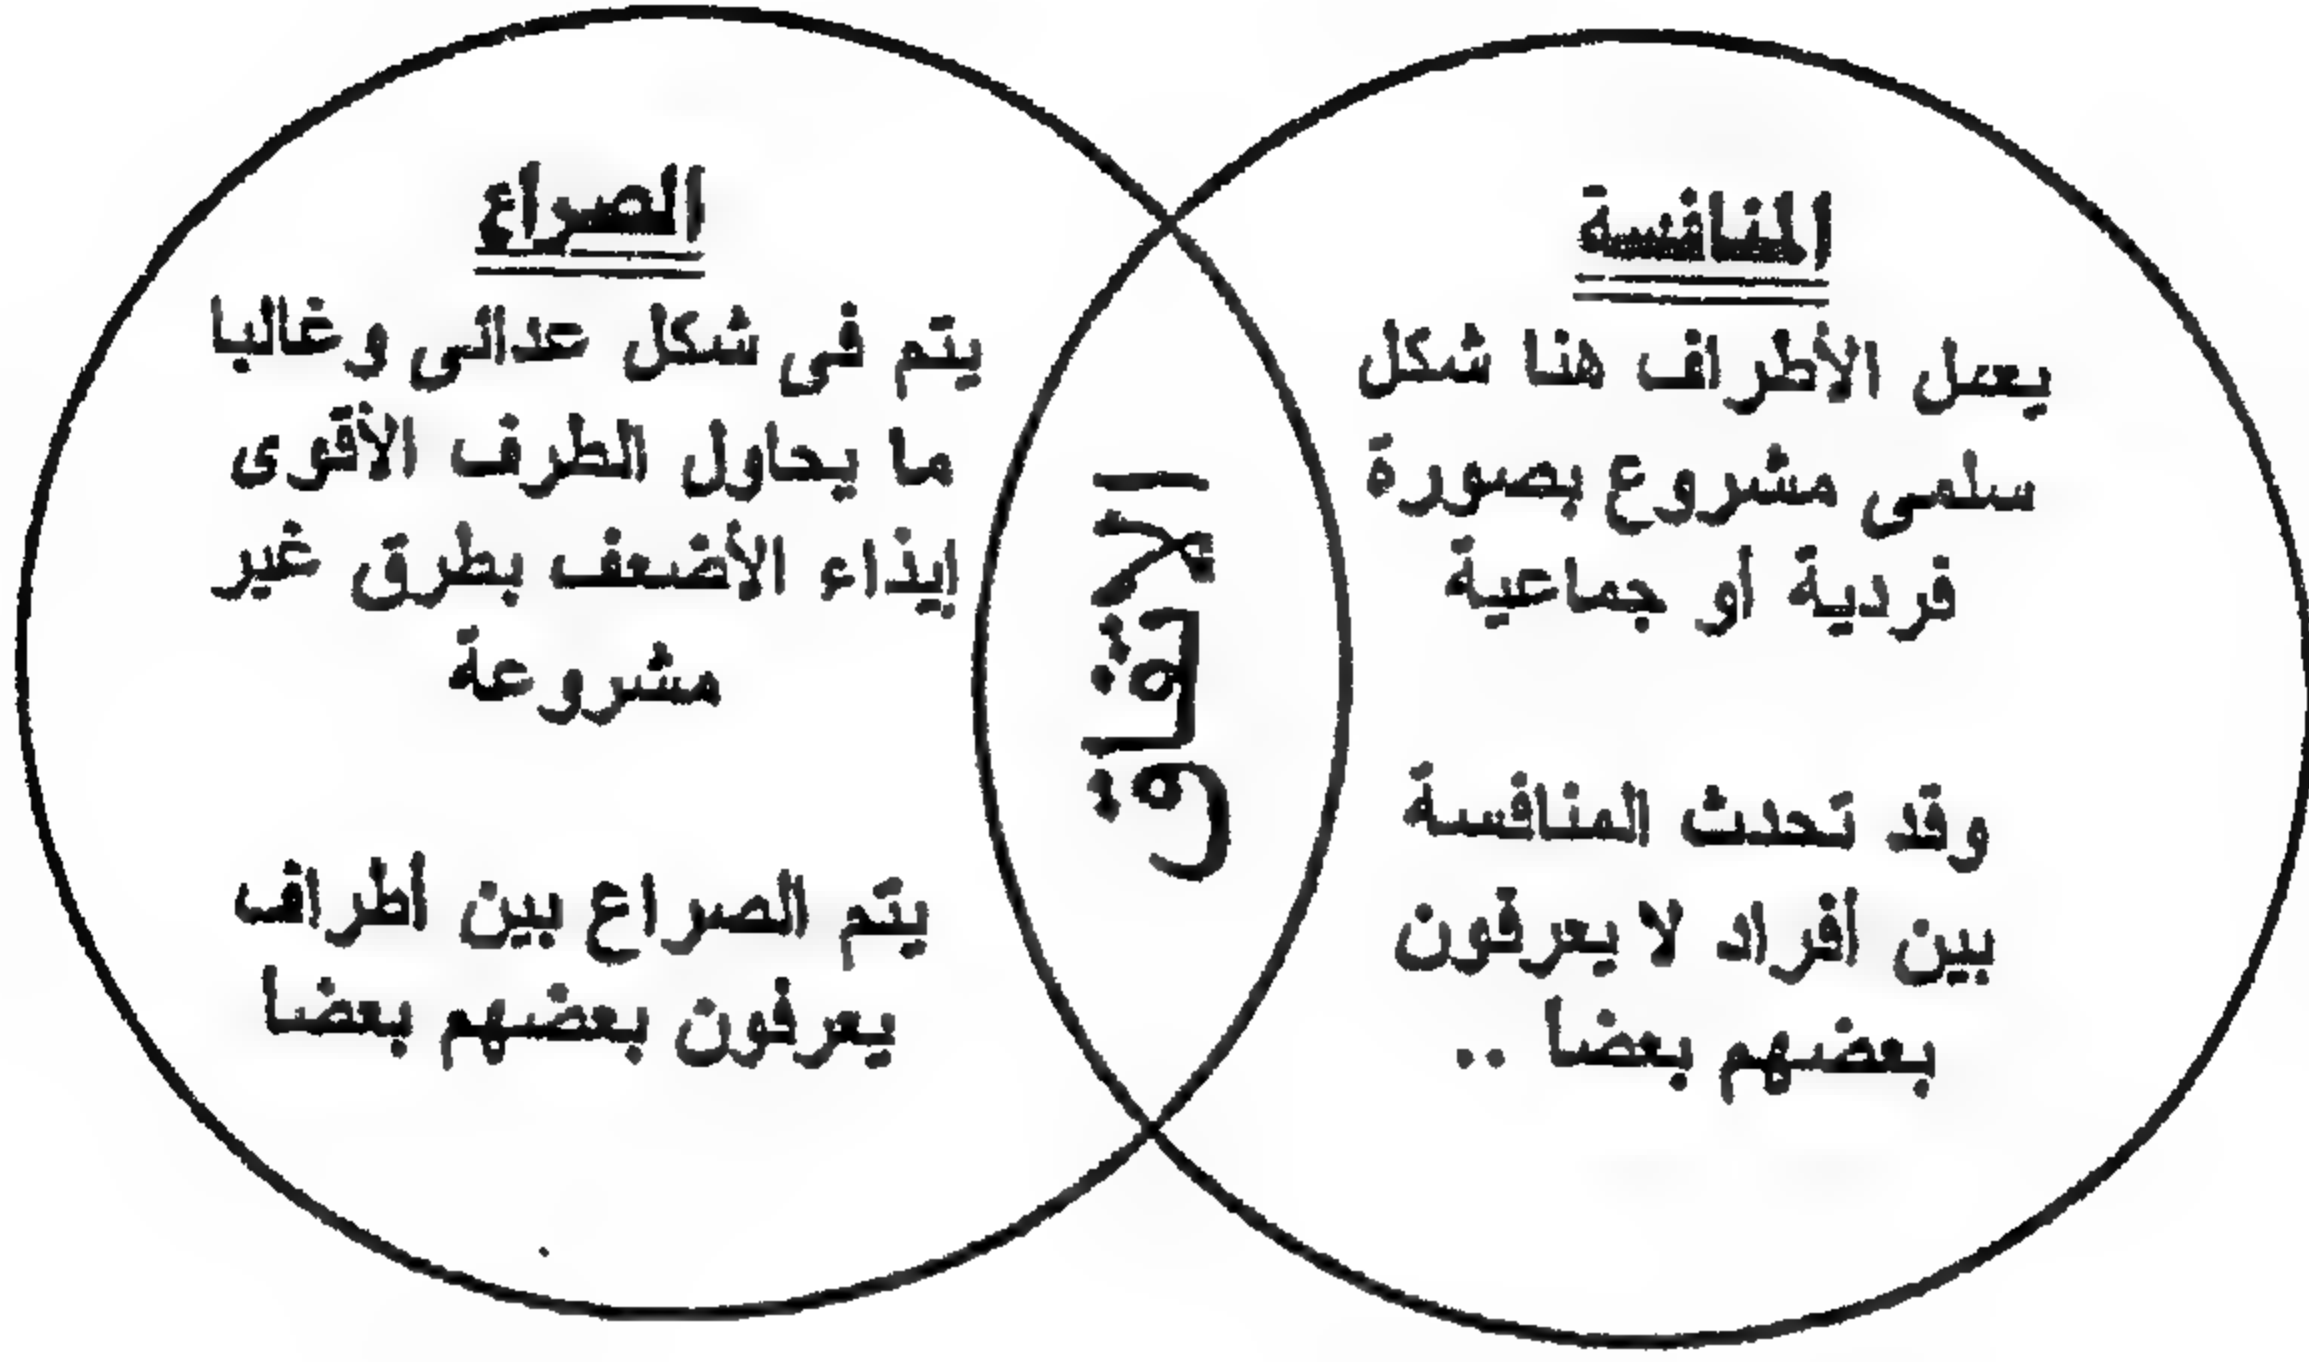 المنافسة
يعمل الأطراف هنا شكل
سلمى مشروع بصورة
فردية أو جماعية
وقد تحدث المنافسة
بين أفراد لا يعرفون
بعضهم بعضا ..
الاتفاق
الصراع
يتم فى شكل عدائى وغالبا
ما يحاول الطرف الأقوى
إيذاء الأضعف بطرق غير
مشروعة
يتم الصراع بين أطراف
يعرفون بعضهم بعضا